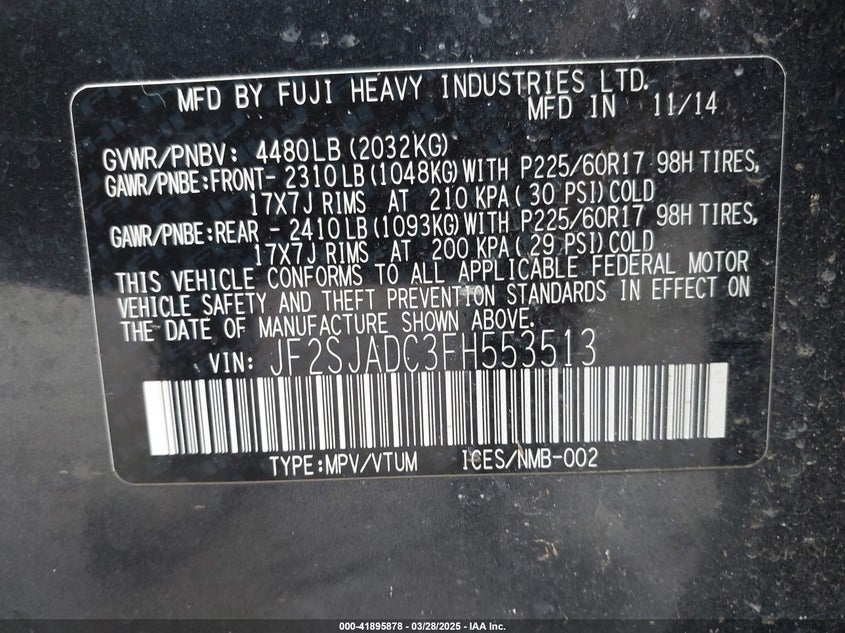 MFD BY FUJI HEAVY INDUSTRIES LTD.
MFD IN 11/14
GVWR/PNBV: 4480LB (2032KG)
GAWR/PNBE:FRONT- 2310LB (1048KG) WITH P225/60R17 98H TIRES,
17X7J RIMS AT 210 KPA (30 PSI) COLD
GAWR/PNBE:REAR - 2410LB (1093KG) WITH P225/60R17 98H TIRES,
17X7J RIMS AT 200 KPA (29 PSI) COLD
THIS VEHICLE CONFORMS TO ALL APPLICABLE FEDERAL MOTOR
VEHICLE SAFETY AND THEFT PREVENTION STANDARDS IN EFFECT ON
THE DATE OF MANUFACTURE SHOWN ABOVE.
VIN: JF2SJADC3FH553513
TYPE:MPV/VTUM ICES/NMB-002
000-41895878 / 03/28/2025 - IAA Inc.